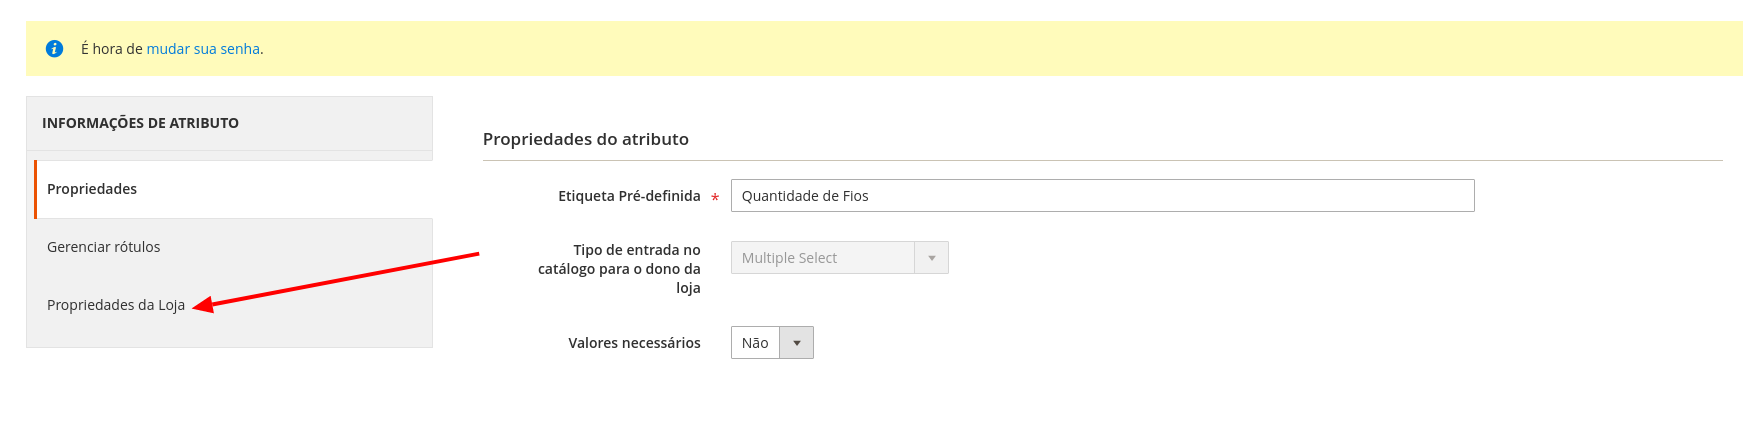 É hora de mudar sua senha.
INFORMAÇÕES DE ATRIBUTO
Propriedades
Gerenciar rótulos
Propriedades da Loja
Propriedades do atributo
Etiqueta Pré-definida * Quantidade de Fios
Tipo de entrada no
catálogo para o dono da
loja
Multiple Select
Valores necessários Não